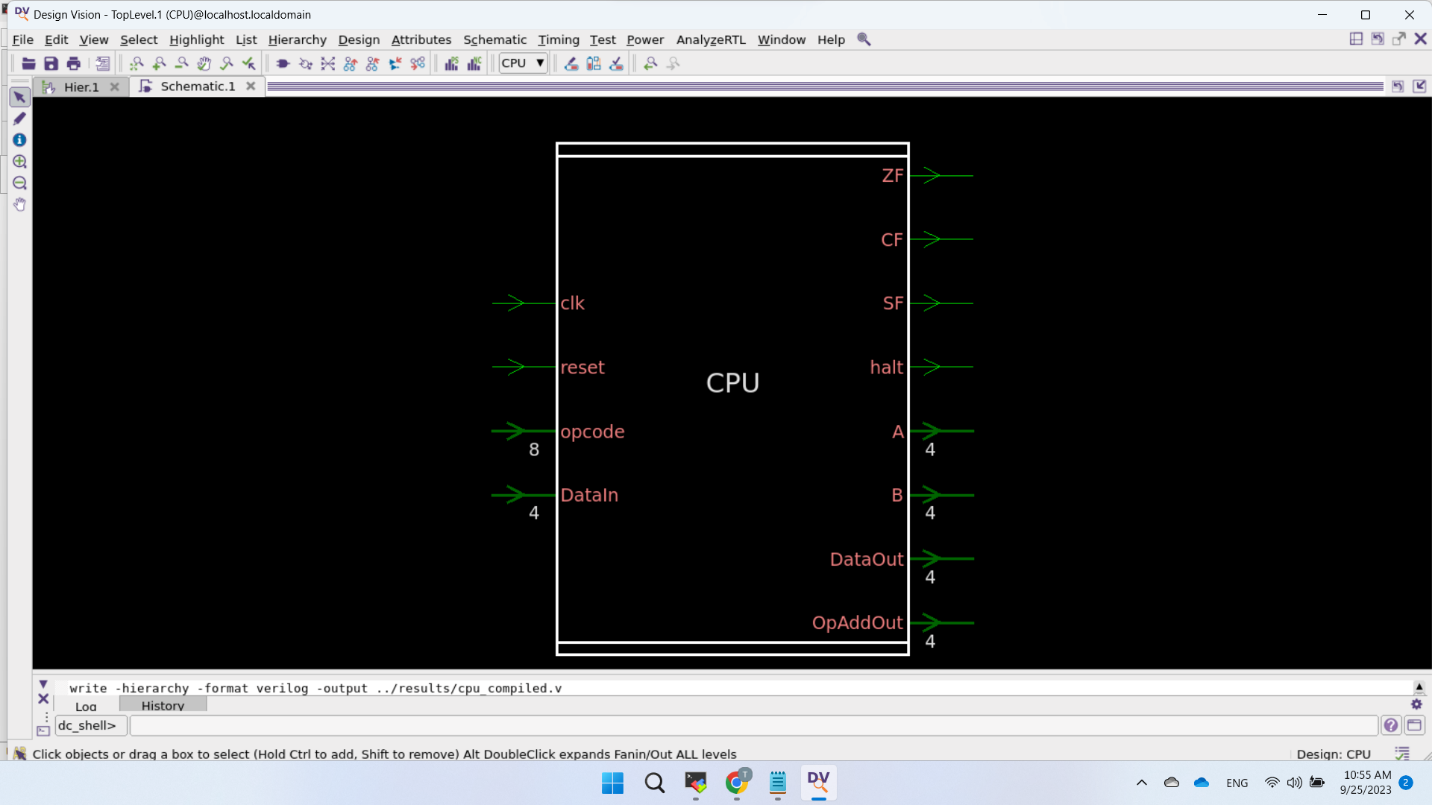 Design Vision - TopLevel.1 (CPU)@localhost.localdomain
File Edit View Select Highlight List Hierarchy Design Attributes Schematic Timing Test Power AnalyzeRTL Window Help
CPU
Hier.1 Schematic.1
ZF
CF
clk SF
reset halt
CPU
opcode A
8 4
DataIn B
4 4
DataOut
4
OpAddOut
4
write -hierarchy -format verilog -output ../results/cpu_compiled.v
Log History
dc_shell>
Click objects or drag a box to select (Hold Ctrl to add, Shift to remove) Alt DoubleClick expands Fanin/Out ALL levels Design: CPU
DV T DV ENG 10:55 AM
9/25/2023 2